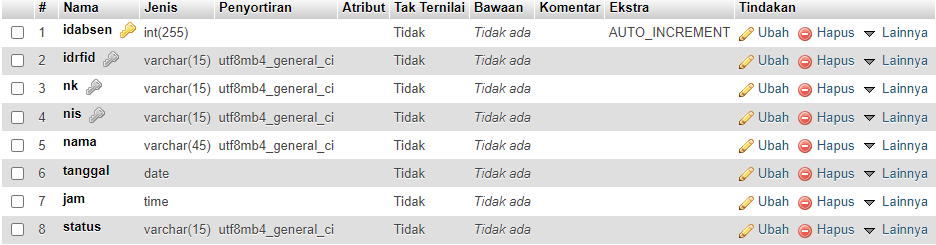 # Nama Jenis Penyortiran Atribut Tak Ternilai Bawaan Komentar Ekstra Tindakan
1 idabsen int(255) Tidak Tidak ada AUTO_INCREMENT Ubah Hapus Lainnya
2 idrfid varchar(15) utf8mb4_general_ci Tidak Tidak ada Ubah Hapus Lainnya
3 nk varchar(15) utf8mb4_general_ci Tidak Tidak ada Ubah Hapus Lainnya
4 nis varchar(15) utf8mb4_general_ci Tidak Tidak ada Ubah Hapus Lainnya
5 nama varchar(45) utf8mb4_general_ci Tidak Tidak ada Ubah Hapus Lainnya
6 tanggal date Tidak Tidak ada Ubah Hapus Lainnya
7 jam time Tidak Tidak ada Ubah Hapus Lainnya
8 status varchar(15) utf8mb4_general_ci Tidak Tidak ada Ubah Hapus Lainnya